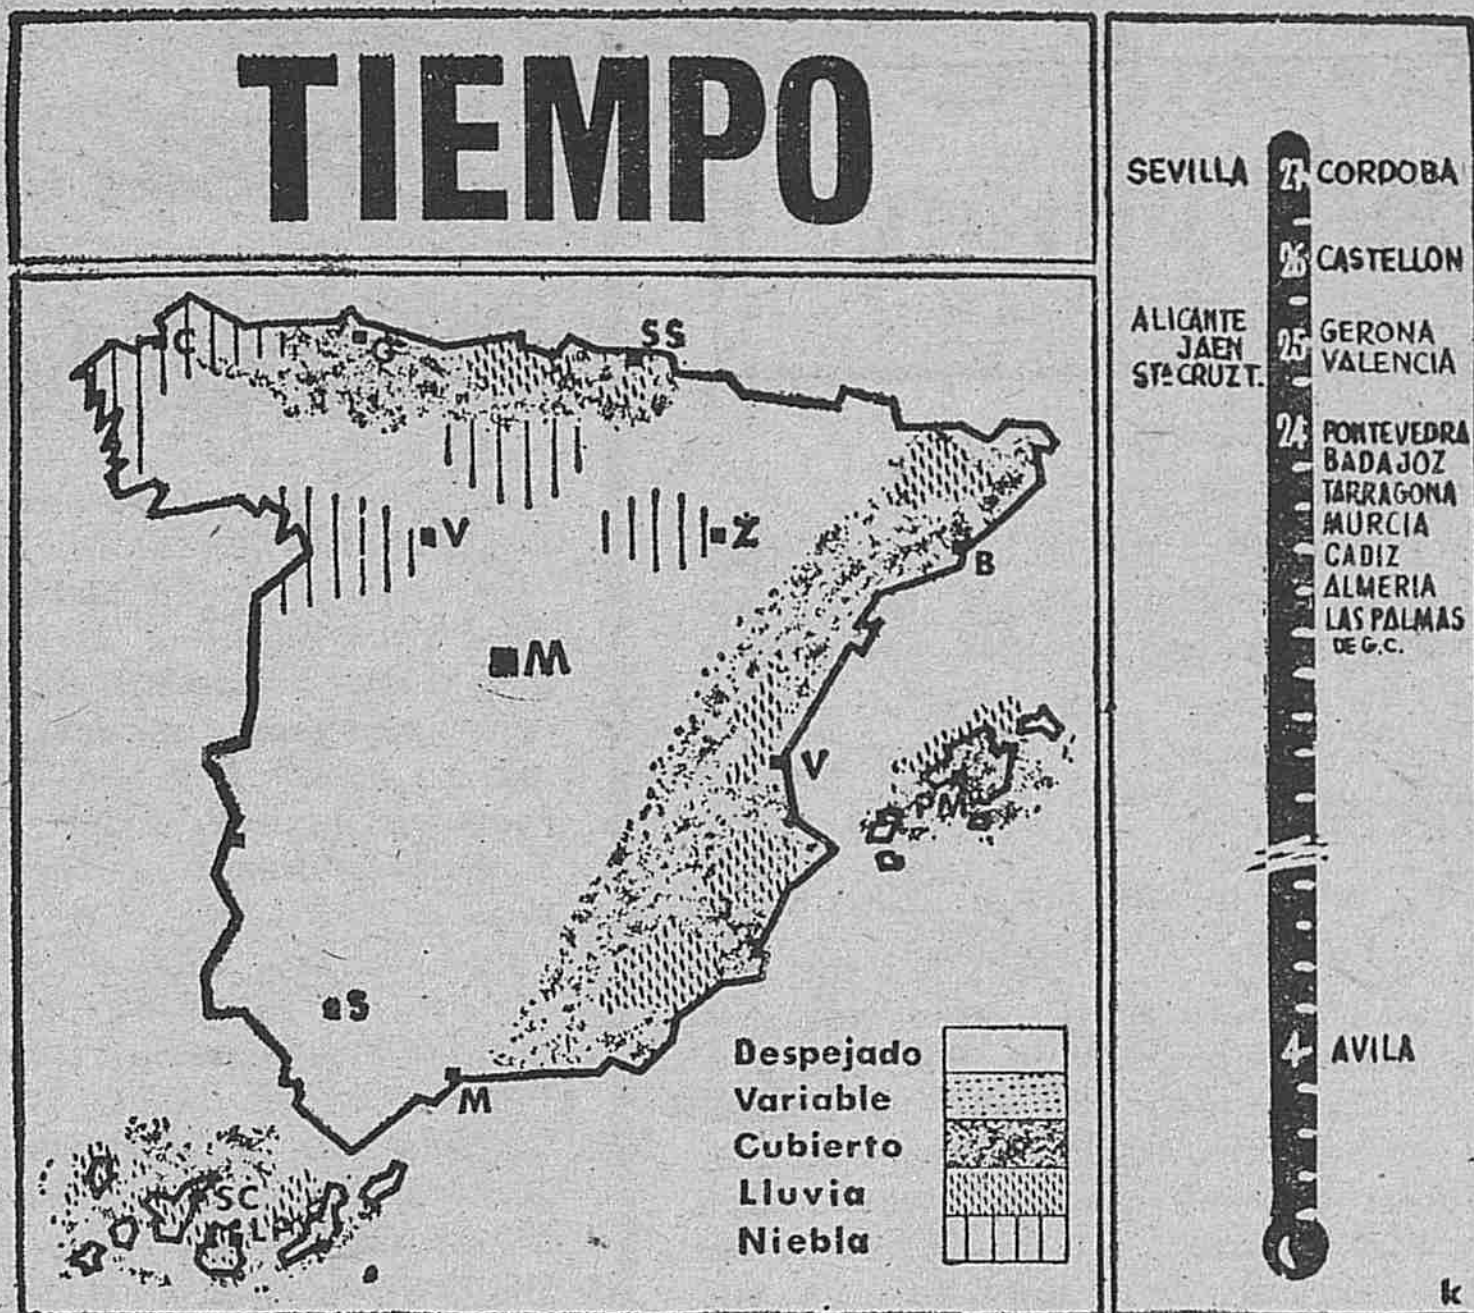 TIEMPO
C
G
SS
V
Z
B
M
V
PM
S
M
SC
LP
Despejado
Variable
Cubierto
Lluvia
Niebla
SEVILLA 27 CORDOBA
26 CASTELLON
ALICANTE
JAEN
STA CRUZ T.
25 GERONA
VALENCIA
24 PONTEVEDRA
BADAJOZ
TARRAGONA
MURCIA
CADIZ
ALMERIA
LAS PALMAS
DE G.C.
4 AVILA
k